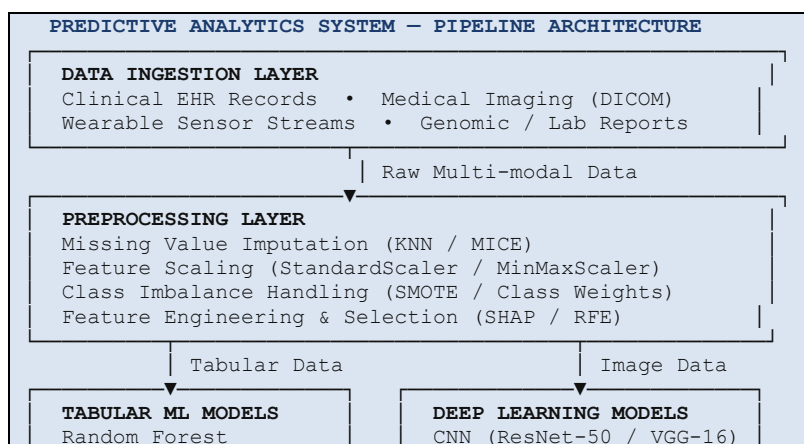 PREDICTIVE ANALYTICS SYSTEM — PIPELINE ARCHITECTURE
DATA INGESTION LAYER
Clinical EHR Records • Medical Imaging (DICOM)
Wearable Sensor Streams • Genomic / Lab Reports
Raw Multi-modal Data
PREPROCESSING LAYER
Missing Value Imputation (KNN / MICE)
Feature Scaling (StandardScaler / MinMaxScaler)
Class Imbalance Handling (SMOTE / Class Weights)
Feature Engineering & Selection (SHAP / RFE)
Tabular Data Image Data
TABULAR ML MODELS DEEP LEARNING MODELS
Random Forest CNN (ResNet-50 / VGG-16)